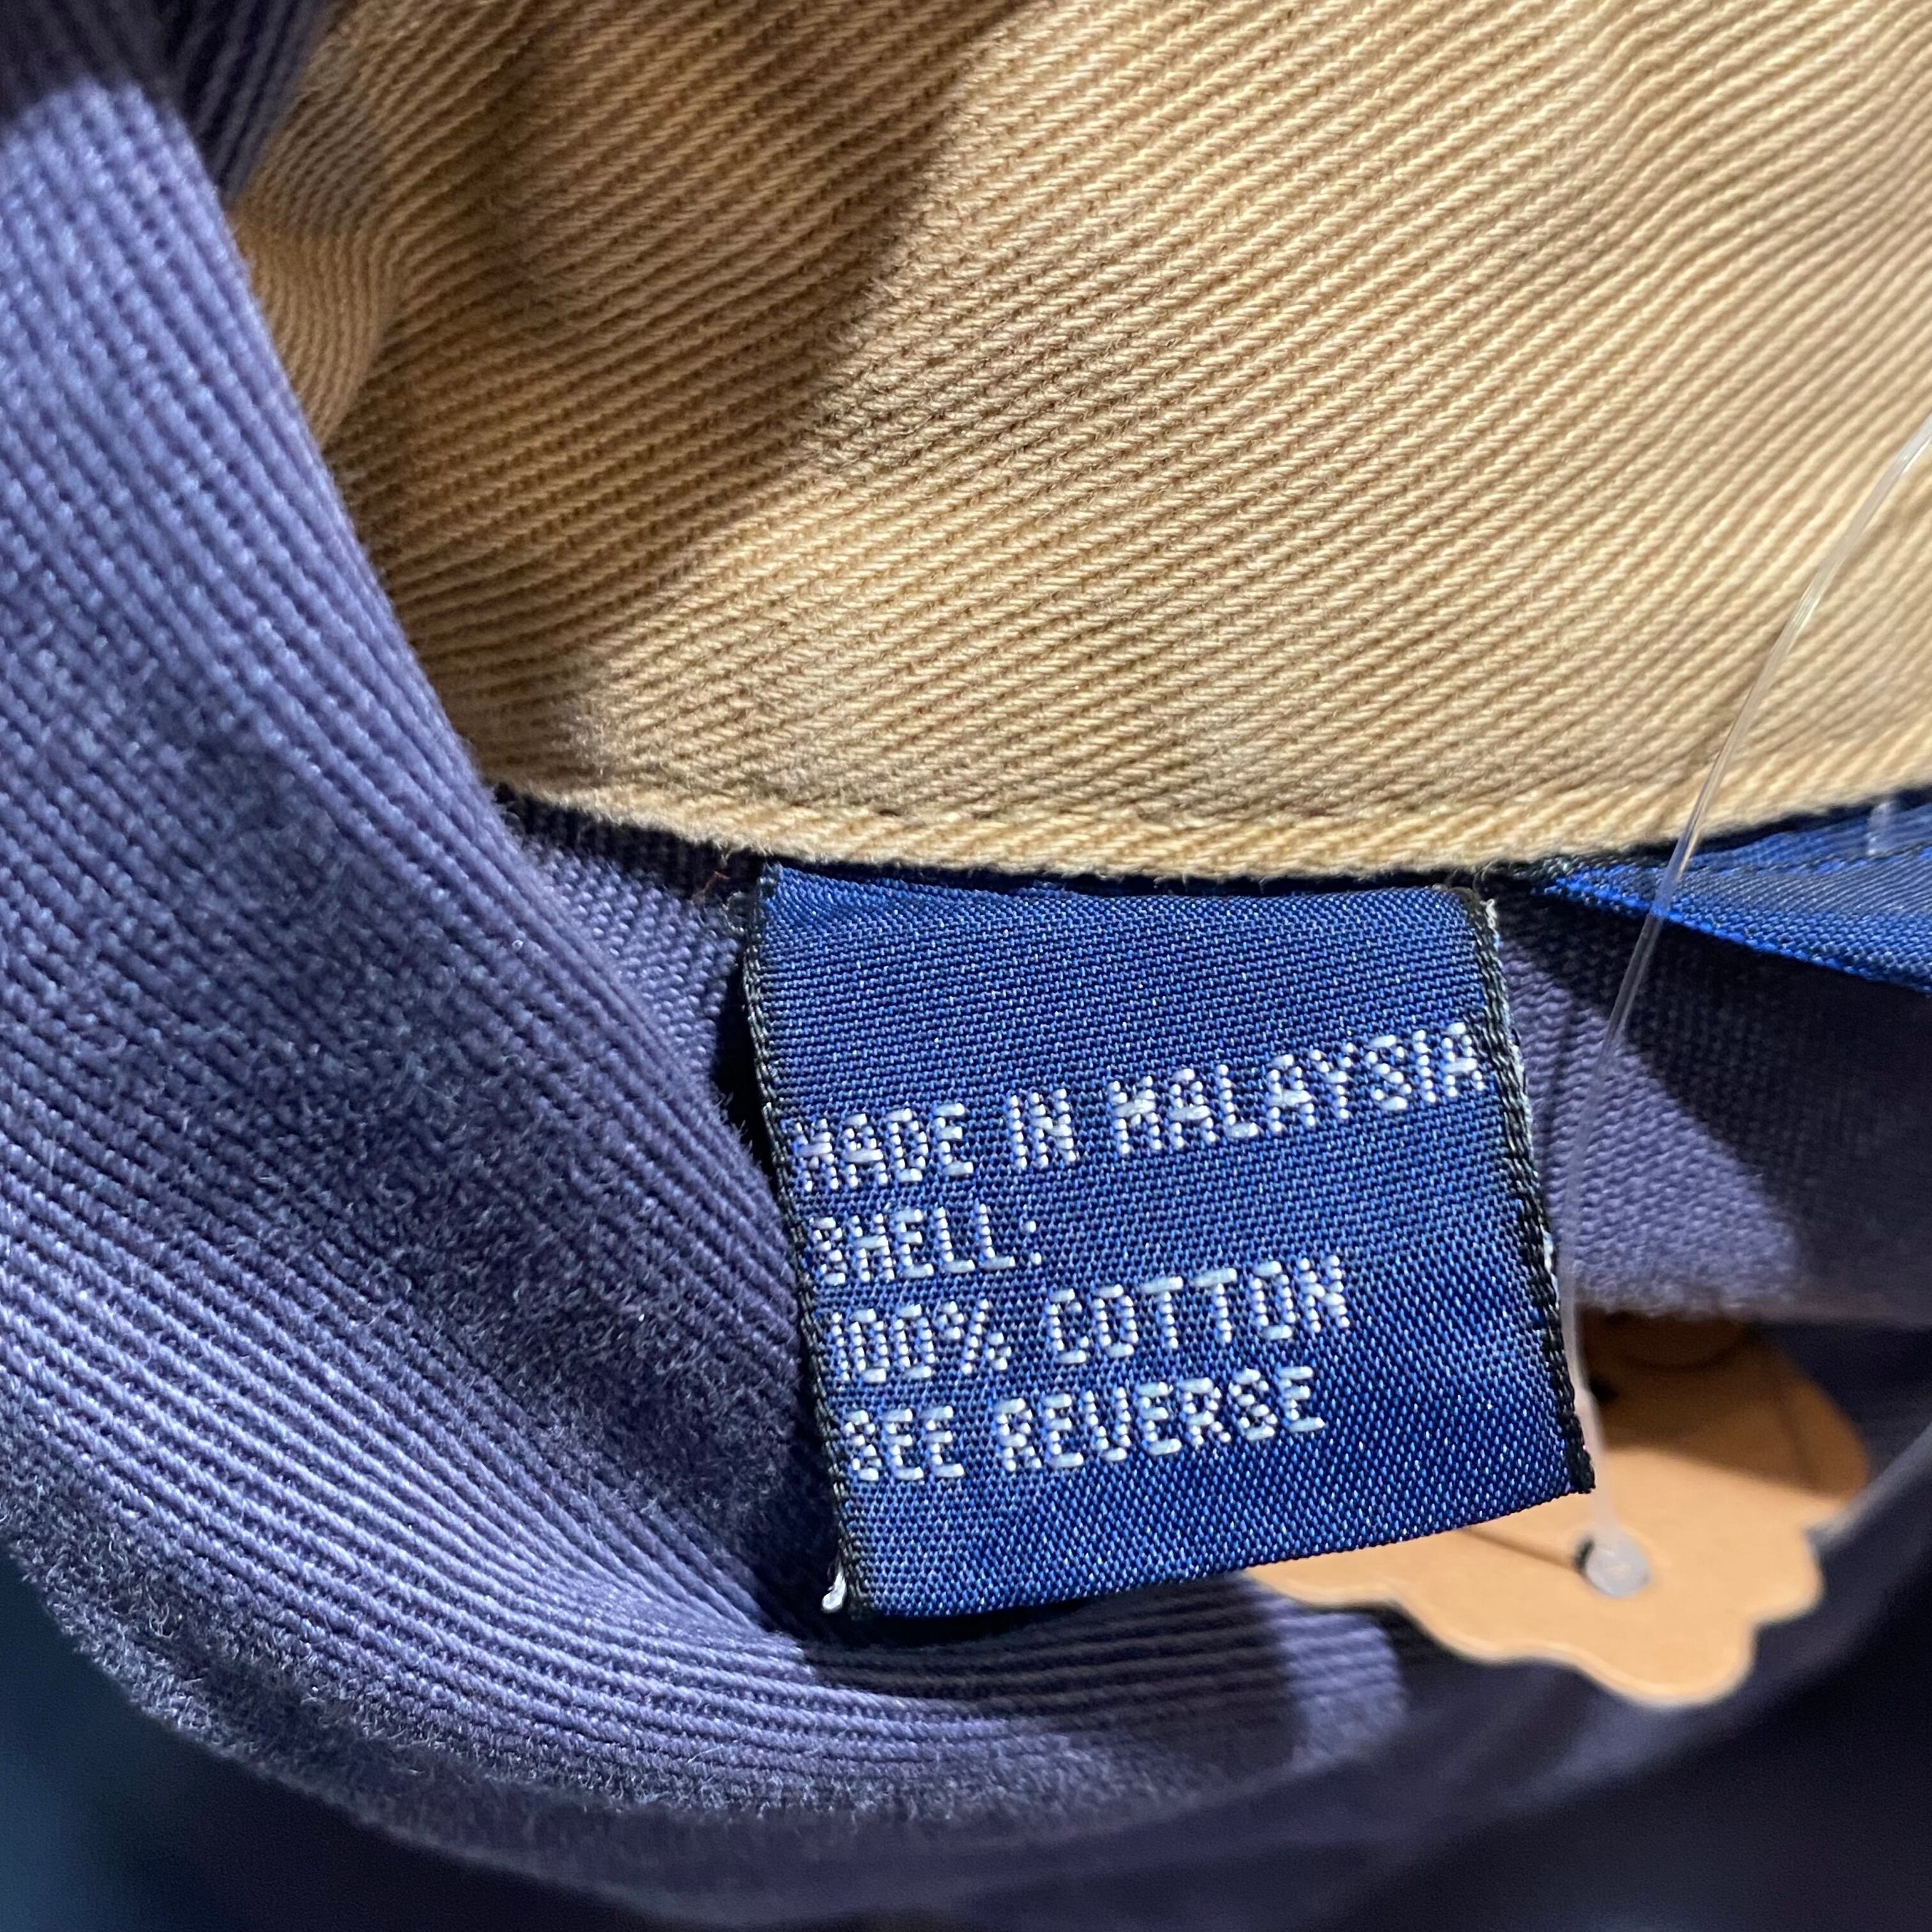 MADE IN MALAYSIA
SHELL:
100% COTTON
SEE REVERSE